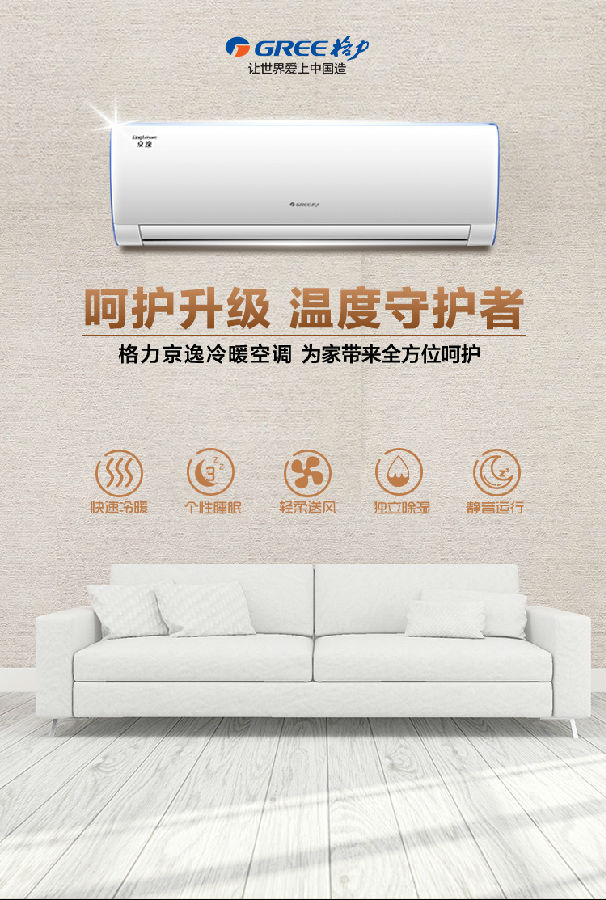 GREE 格力
让世界爱上中国造
京逸
GREE格力
呵护升级 温度守护者
格力京逸冷暖空调 为家带来全方位呵护
快速冷暖 个性睡眠 轻柔送风 独立除湿 静音运行